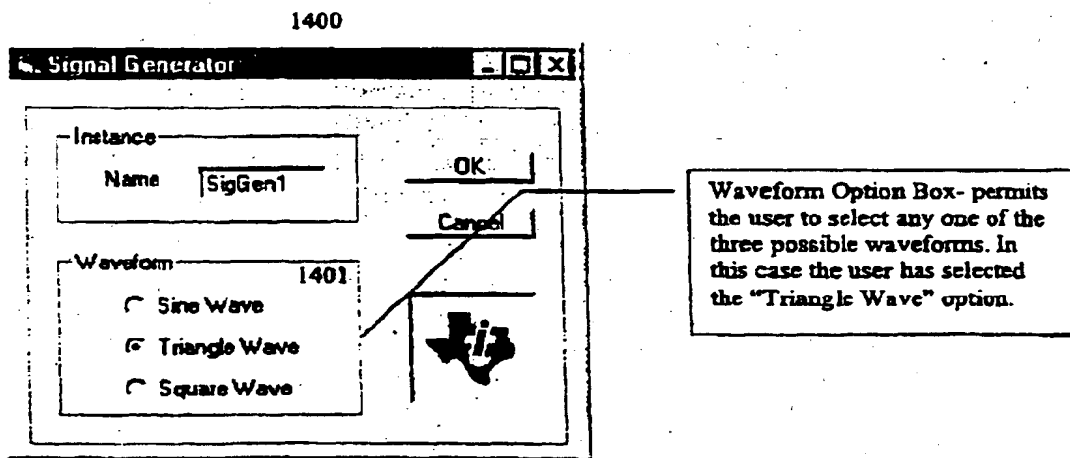 1400
Signal Generator
Instance
Name
SigGen1
OK
Cancel
Waveform
1401
Sine Wave
Triangle Wave
Square Wave
Waveform Option Box- permits
the user to select any one of the
three possible waveforms. In
this case the user has selected
the “Triangle Wave” option.